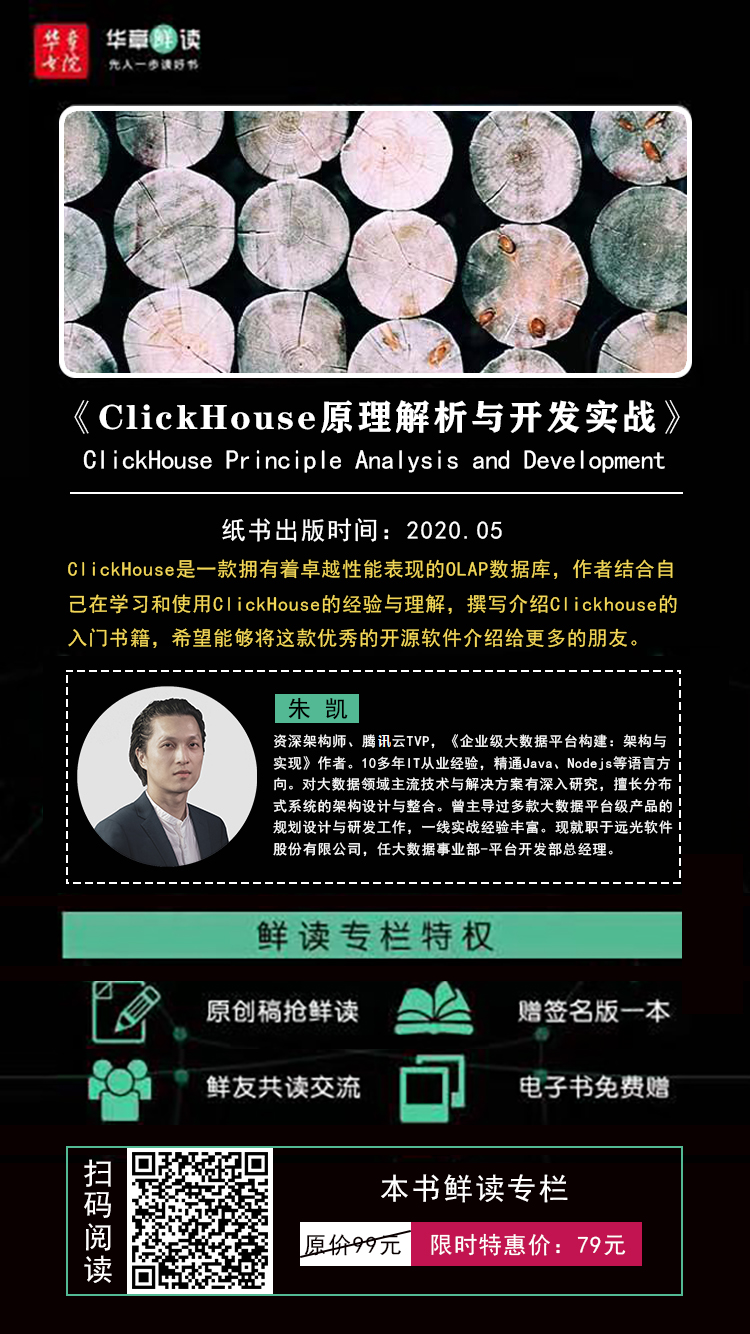 华章书院
华章鲜读
先人一步读好书
《ClickHouse原理解析与开发实战》
ClickHouse Principle Analysis and Development
纸书出版时间：2020.05
ClickHouse是一款拥有着卓越性能表现的OLAP数据库，作者结合自
己在学习和使用ClickHouse的经验与理解，撰写介绍Clickhouse的
入门书籍，希望能够将这款优秀的开源软件介绍给更多的朋友。
朱 凯
资深架构师、腾讯云TVP，《企业级大数据平台构建：架构与
实现》作者。10多年IT从业经验，精通Java、Nodejs等语言方
向。对大数据领域主流技术与解决方案有深入研究，擅长分布
式系统的架构设计与整合。曾主导过多款大数据平台级产品的
规划设计与研发工作，一线实战经验丰富。现就职于远光软件
股份有限公司，任大数据事业部-平台开发部总经理。
鲜读专栏特权
原创稿抢鲜读
赠签名版一本
鲜友共读交流
电子书免费赠
扫码阅读
本书鲜读专栏
原价99元
限时特惠价：79元